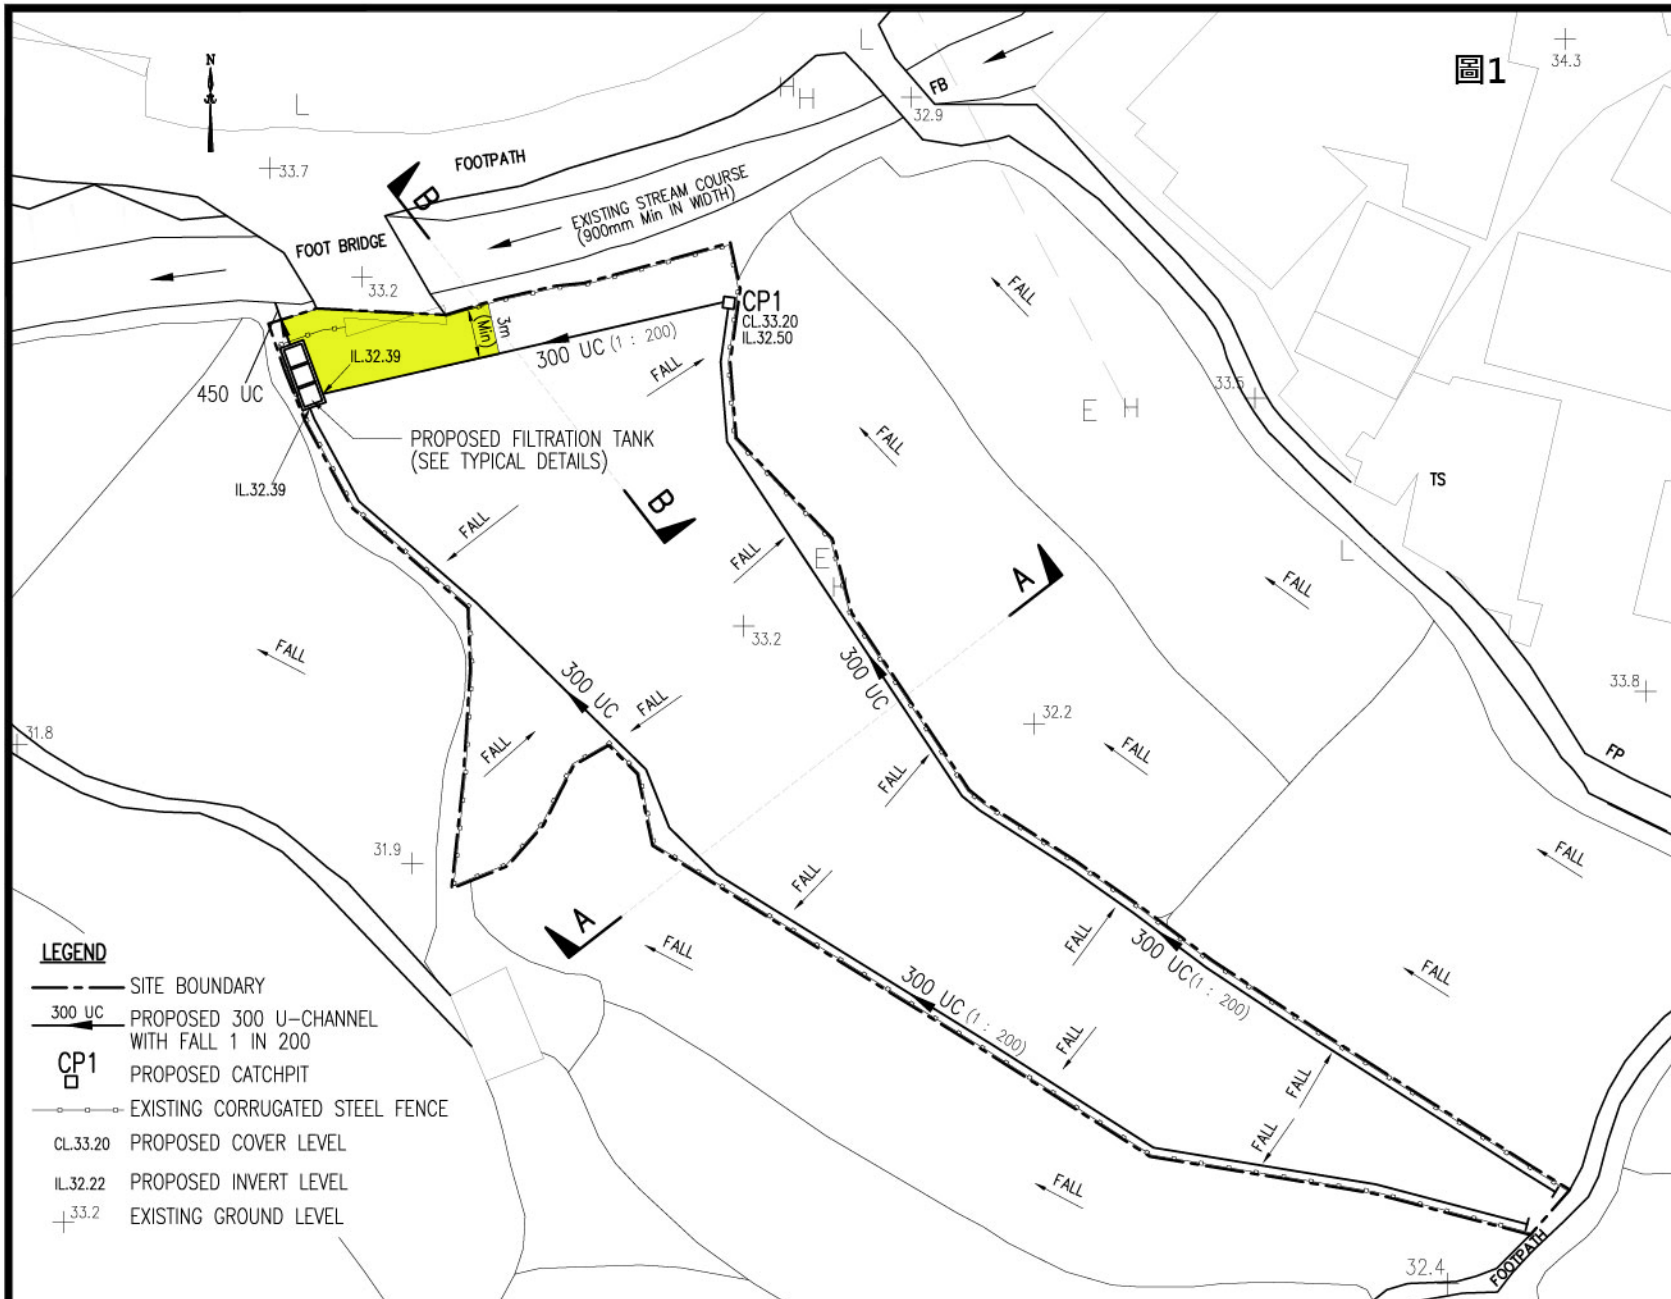 圖1
34.3
L
FB
32.9
H
H
N
L
33.7
FOOTPATH
B
EXISTING STREAM COURSE
(900mm Min IN WIDTH)
FOOT BRIDGE
33.2
FALL
3m
(Min)
CP1
CL.33.20
IL.32.50
300 UC (1 : 200)
IL.32.39
FALL
450 UC
33.5
E H
PROPOSED FILTRATION TANK
(SEE TYPICAL DETAILS)
FALL
IL.32.39
TS
B
FALL
FALL
E
H
A
L
FALL
33.2
FALL
300 UC
300 UC
FALL
33.8
32.2
31.8
FALL
FALL
FP
FALL
31.9
FALL
FALL
A
FALL
FALL
300 UC (1 : 200)
FALL
300 UC (1 : 200)
FALL
FALL
FALL
FALL
32.4
FOOTPATH
LEGEND
SITE BOUNDARY
300 UC PROPOSED 300 U-CHANNEL
WITH FALL 1 IN 200
CP1 PROPOSED CATCHPIT
EXISTING CORRUGATED STEEL FENCE
CL.33.20 PROPOSED COVER LEVEL
IL.32.22 PROPOSED INVERT LEVEL
33.2 EXISTING GROUND LEVEL